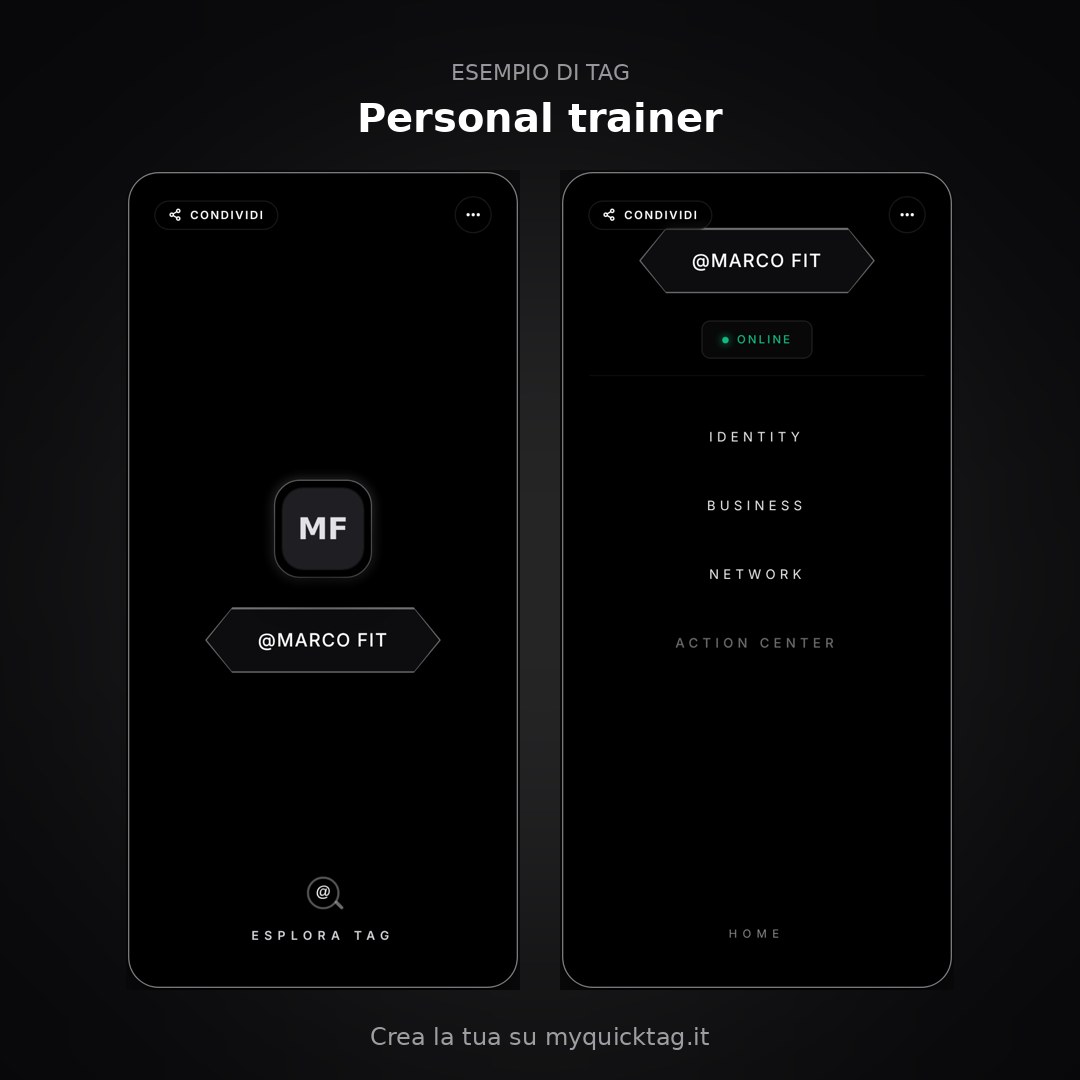 ESEMPIO DI TAG
Personal trainer
CONDIVIDI
MF
@MARCO FIT
@
ESPLORA TAG
CONDIVIDI
@MARCO FIT
ONLINE
IDENTITY
BUSINESS
NETWORK
ACTION CENTER
HOME
Crea la tua su myquicktag.it